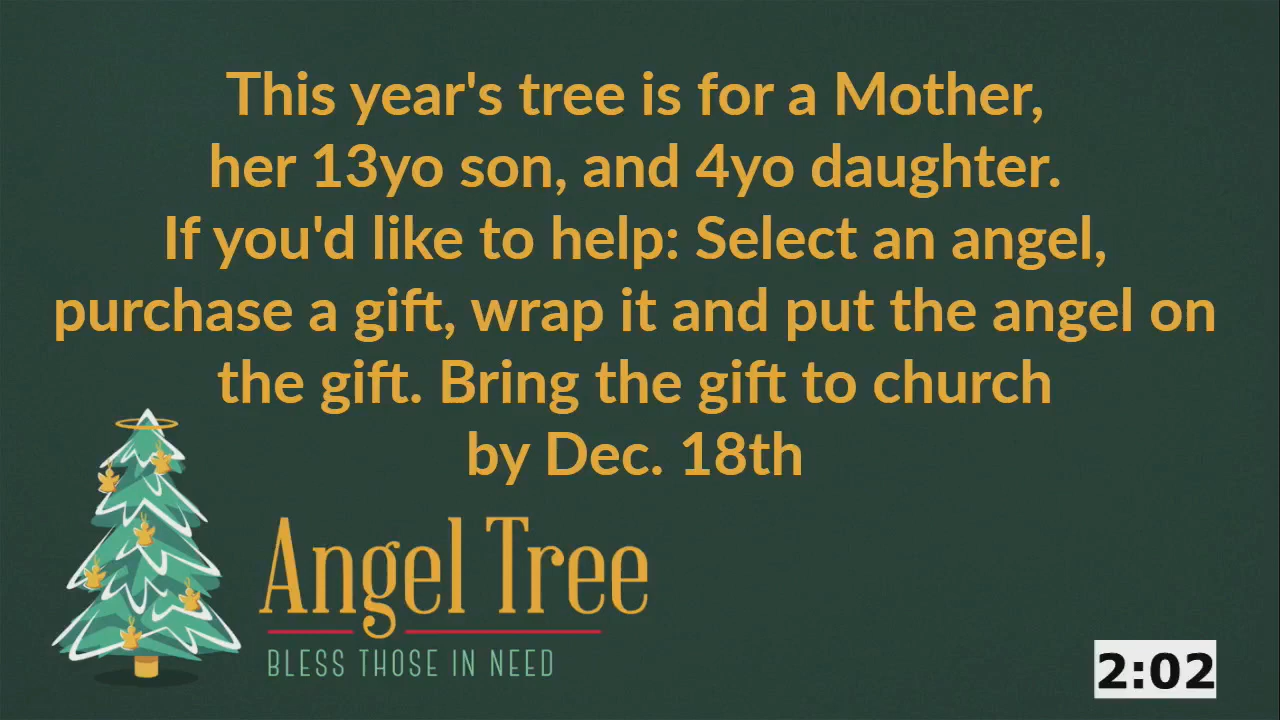 This year's tree is for a Mother,
her 13yo son, and 4yo daughter.
If you'd like to help: Select an angel,
purchase a gift, wrap it and put the angel on
the gift. Bring the gift to church
by Dec. 18th
Angel Tree
BLESS THOSE IN NEED
2:02